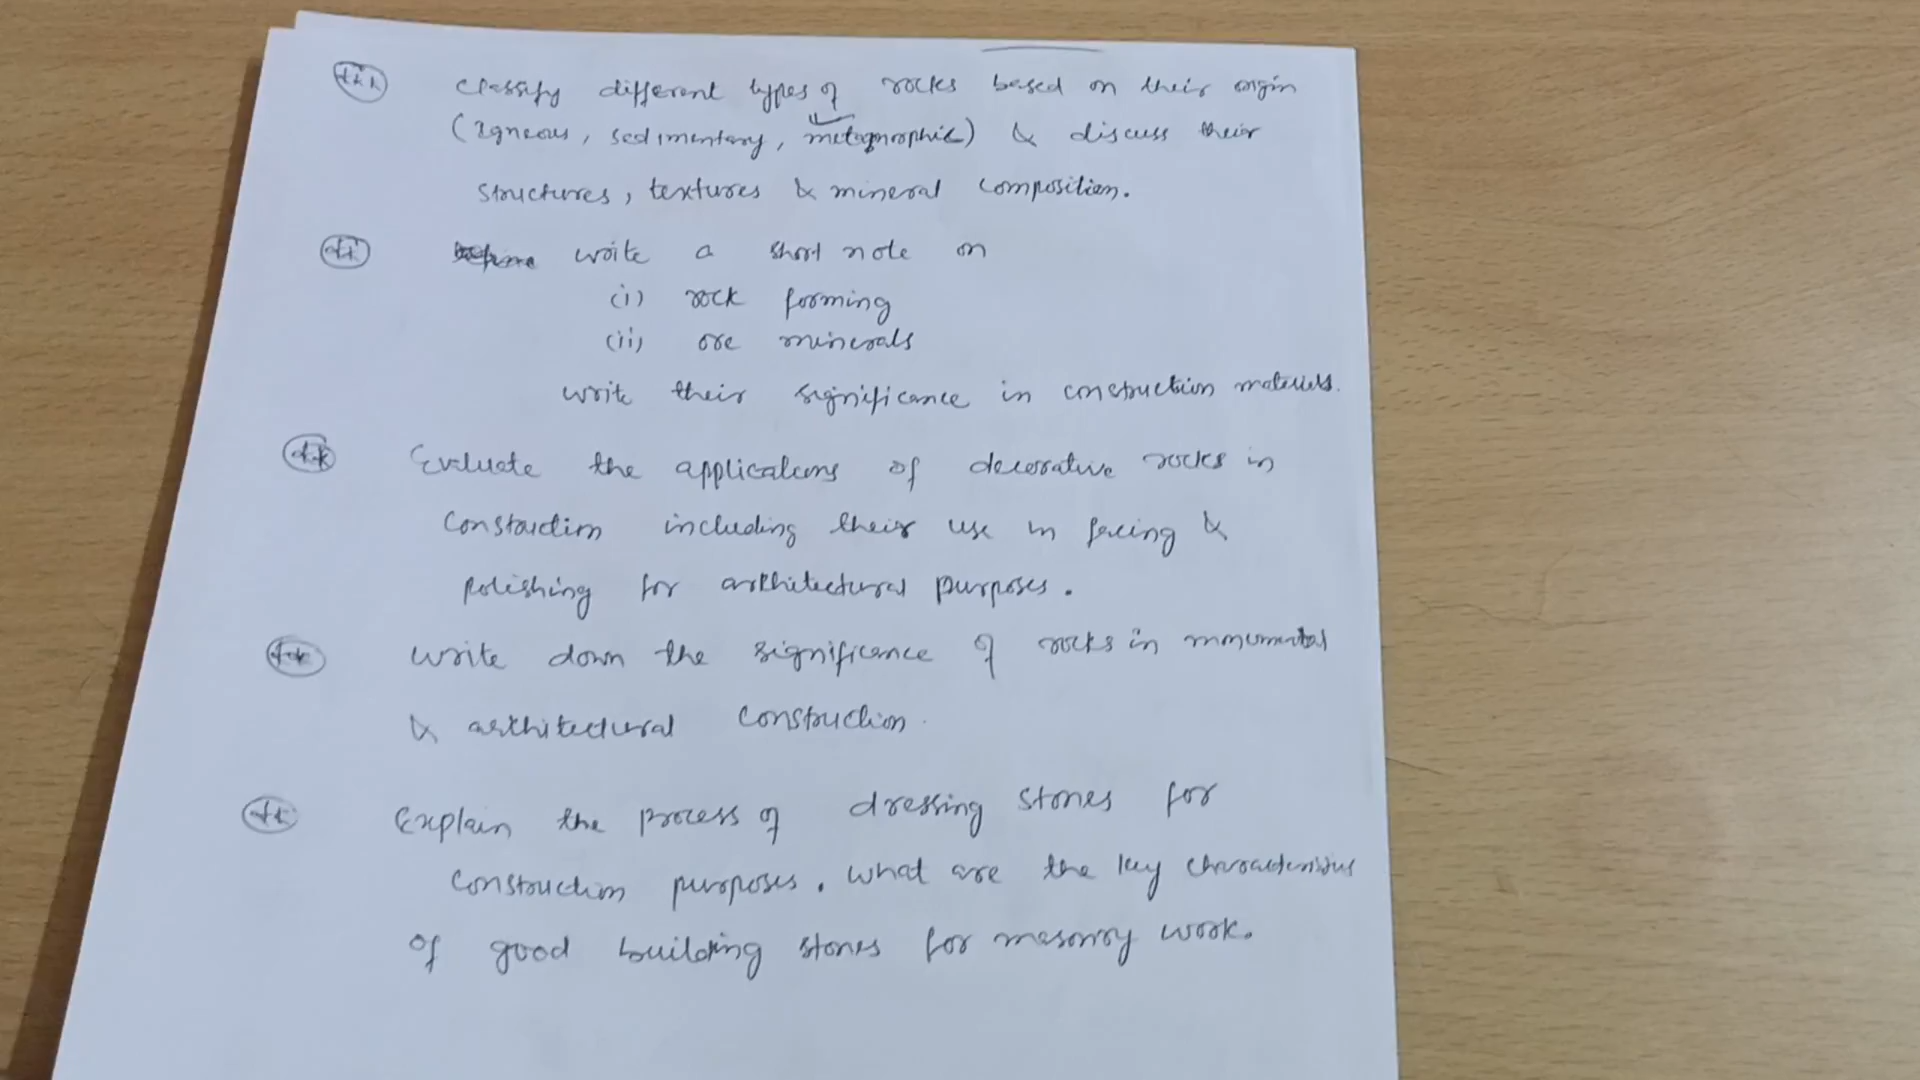 classify different types of rocks based on their origin
(Igneous, sedimentary, metamorphic) & discuss their
structures, textures & mineral composition.
write a short note on
(i) rock forming
(ii) ore minerals
write their significance in construction materials.
Evaluate the applications of decorative rocks in
construction including their use in facing &
polishing for architectural purposes.
write down the significance of rocks in monumental
& architectural construction.
Explain the process of dressing stones for
construction purposes. what are the key characteristics
of good building stones for masonry work.